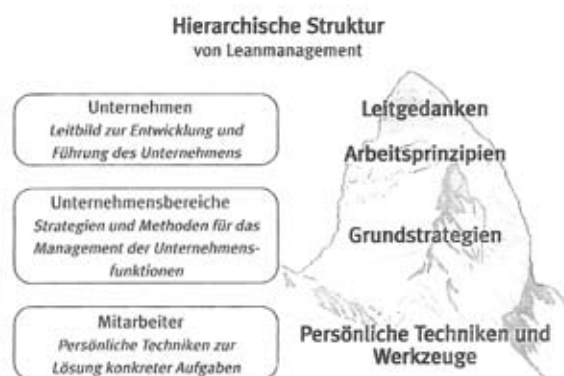 Hierarchische Struktur
von Leanmanagement
Unternehmen
Leitbild zur Entwicklung und
Führung des Unternehmens
Unternehmensbereiche
Strategien und Methoden für das
Management der Unternehmens-
funktionen
Mitarbeiter
Persönliche Techniken zur
Lösung konkreter Aufgaben
Leitgedanken
Arbeitsprinzipien
Grundstrategien
Persönliche Techniken und
Werkzeuge